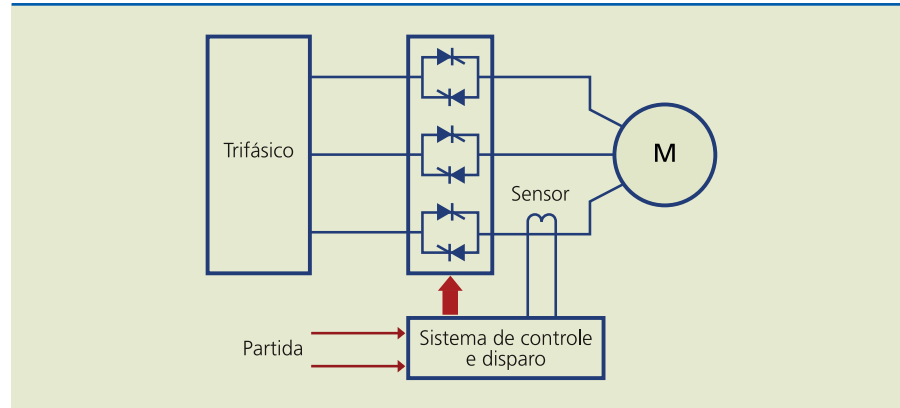 Trifásico
M
Sensor
Partida
Sistema de controle
e disparo